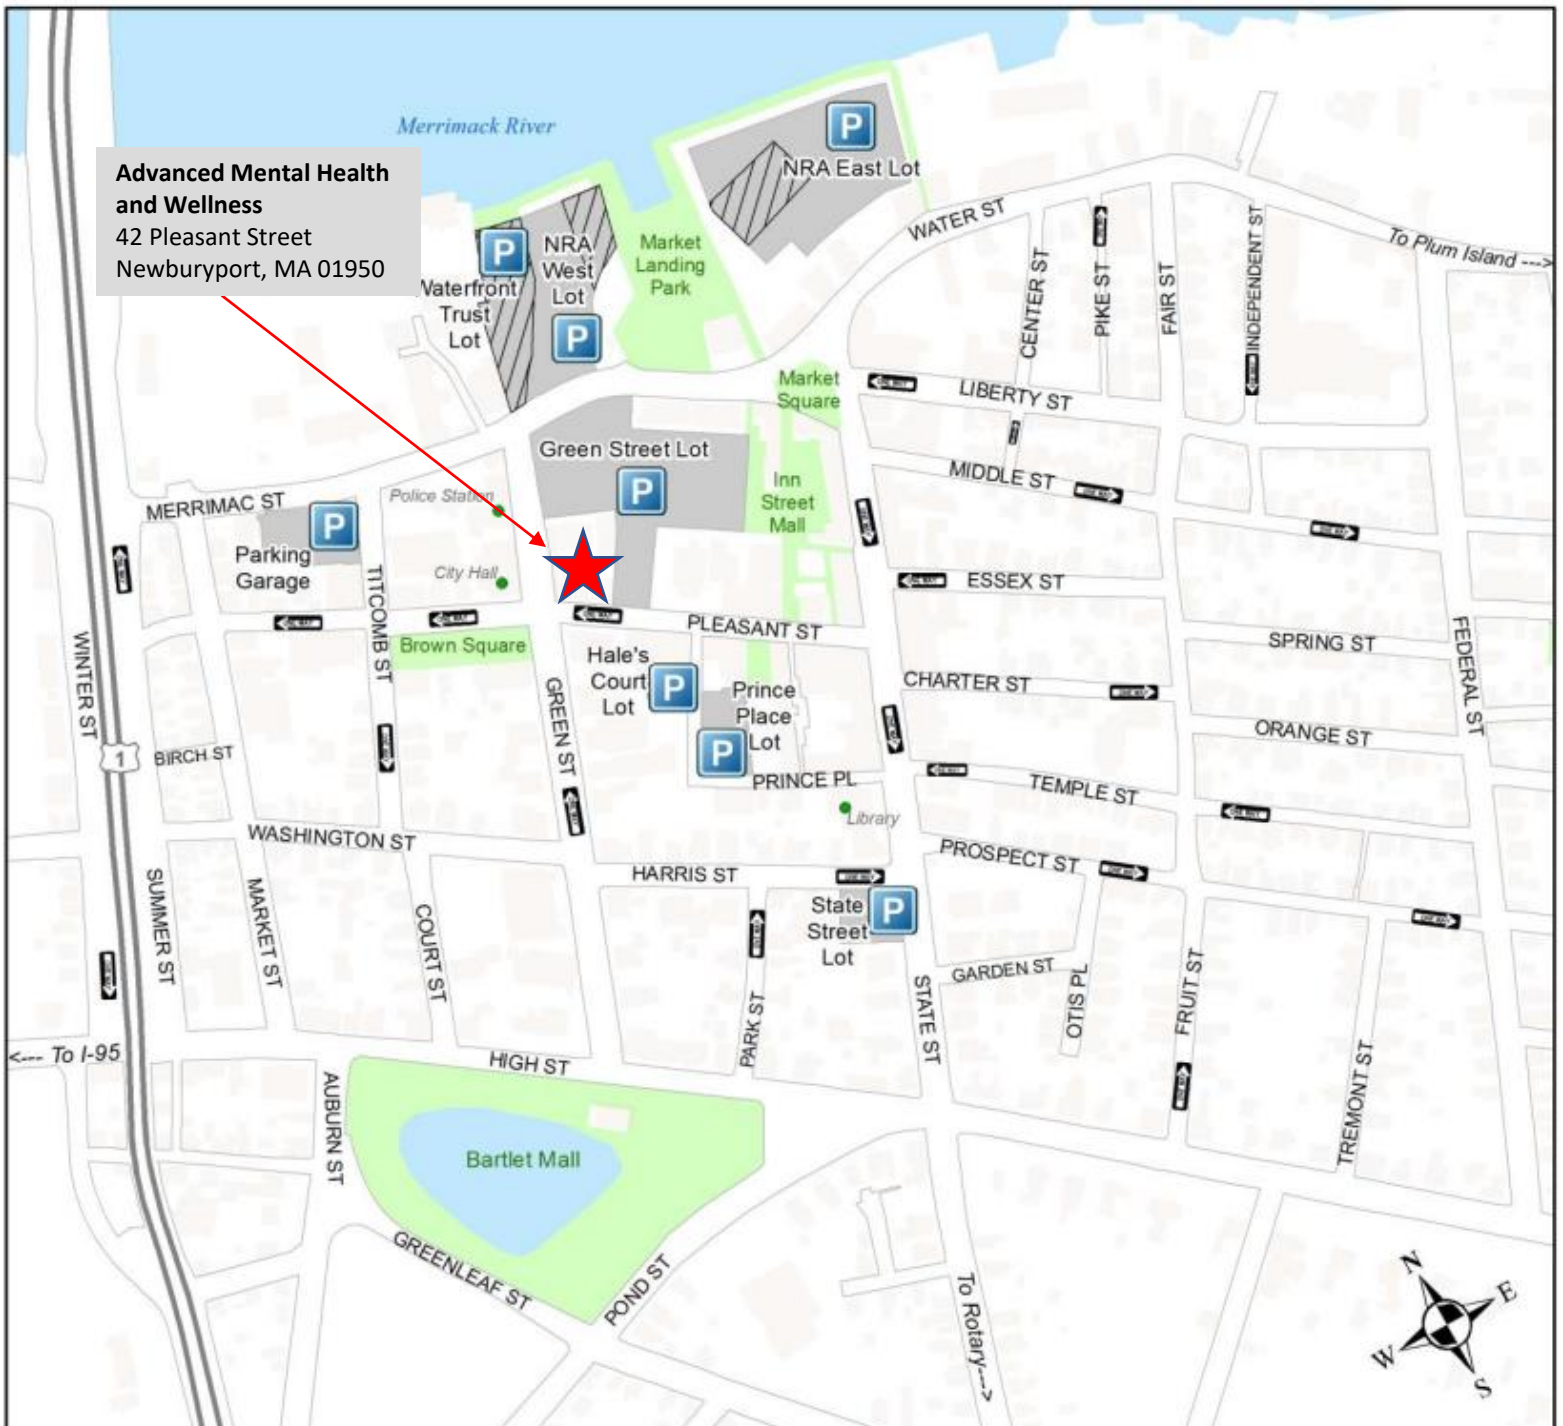 Merrimack River
Advanced Mental Health
and Wellness
42 Pleasant Street
Newburyport, MA 01950
P
NRA East Lot
P
NRA
West
Lot
P
Waterfront
Trust
Lot
Market
Landing
Park
WATER ST
To Plum Island --->
CENTER ST
PIKE ST
FAIR ST
INDEPENDENT ST
Market
Square
LIBERTY ST
Green Street Lot
P
Inn
Street
Mall
MIDDLE ST
MERRIMAC ST
Police Station
P
Parking
Garage
City Hall
TITCOMB ST
ESSEX ST
PLEASANT ST
SPRING ST
FEDERAL ST
WINTER ST
Brown Square
Hale's
Court
Lot
P
Prince
Place
Lot
P
CHARTER ST
GREEN ST
ORANGE ST
1
BIRCH ST
PRINCE PL
TEMPLE ST
Library
WASHINGTON ST
HARRIS ST
PROSPECT ST
SUMMER ST
MARKET ST
COURT ST
State
Street
Lot
P
GARDEN ST
OTIS PL
FRUIT ST
STATE ST
PARK ST
<--- To I-95
HIGH ST
AUBURN ST
TREMONT ST
Bartlet Mall
GREENLEAF ST
POND ST
To Rotary--->
N
E
W
S